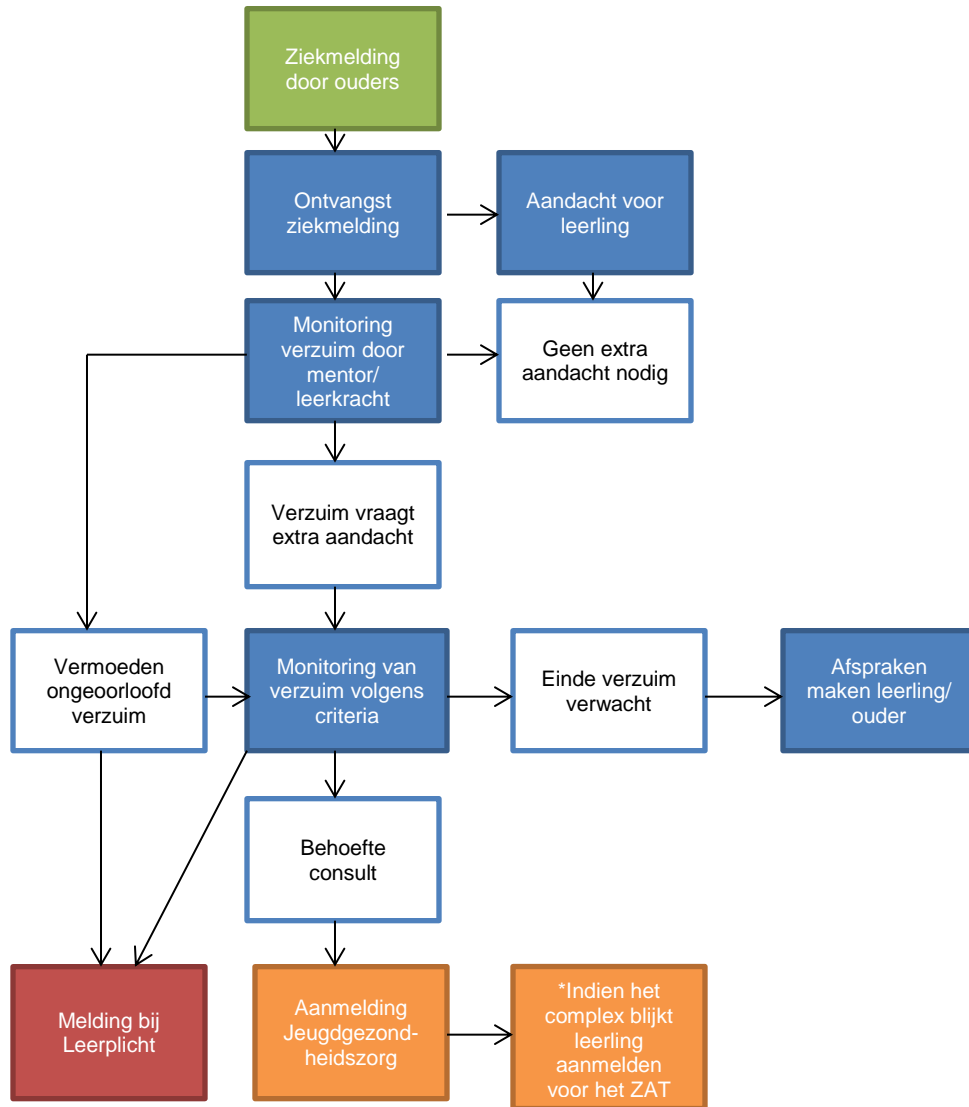 Ziekmelding
door ouders
Ontvangst
ziekmelding
Aandacht voor
leerling
Monitoring
verzuim door
mentor/
leerkracht
Geen extra
aandacht nodig
Verzuim vraagt
extra aandacht
Vermoeden
ongeoorloofd
verzuim
Monitoring van
verzuim volgens
criteria
Einde verzuim
verwacht
Afspraken
maken leerling/
ouder
Behoefte
consult
Melding bij
Leerplicht
Aanmelding
Jeugdgezond-
heidszorg
*Indien het
complex blijkt
leerling
aanmelden
voor het ZAT